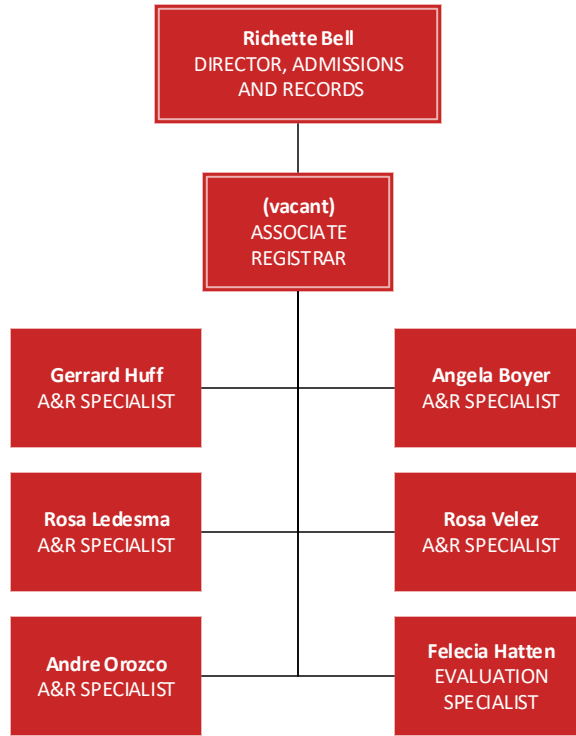 Richette Bell
DIRECTOR, ADMISSIONS
AND RECORDS
(vacant)
ASSOCIATE
REGISTRAR
Gerrard Huff
A&R SPECIALIST
Angela Boyer
A&R SPECIALIST
Rosa Ledesma
A&R SPECIALIST
Rosa Velez
A&R SPECIALIST
Andre Orozco
A&R SPECIALIST
Felecia Hatten
EVALUATION
SPECIALIST